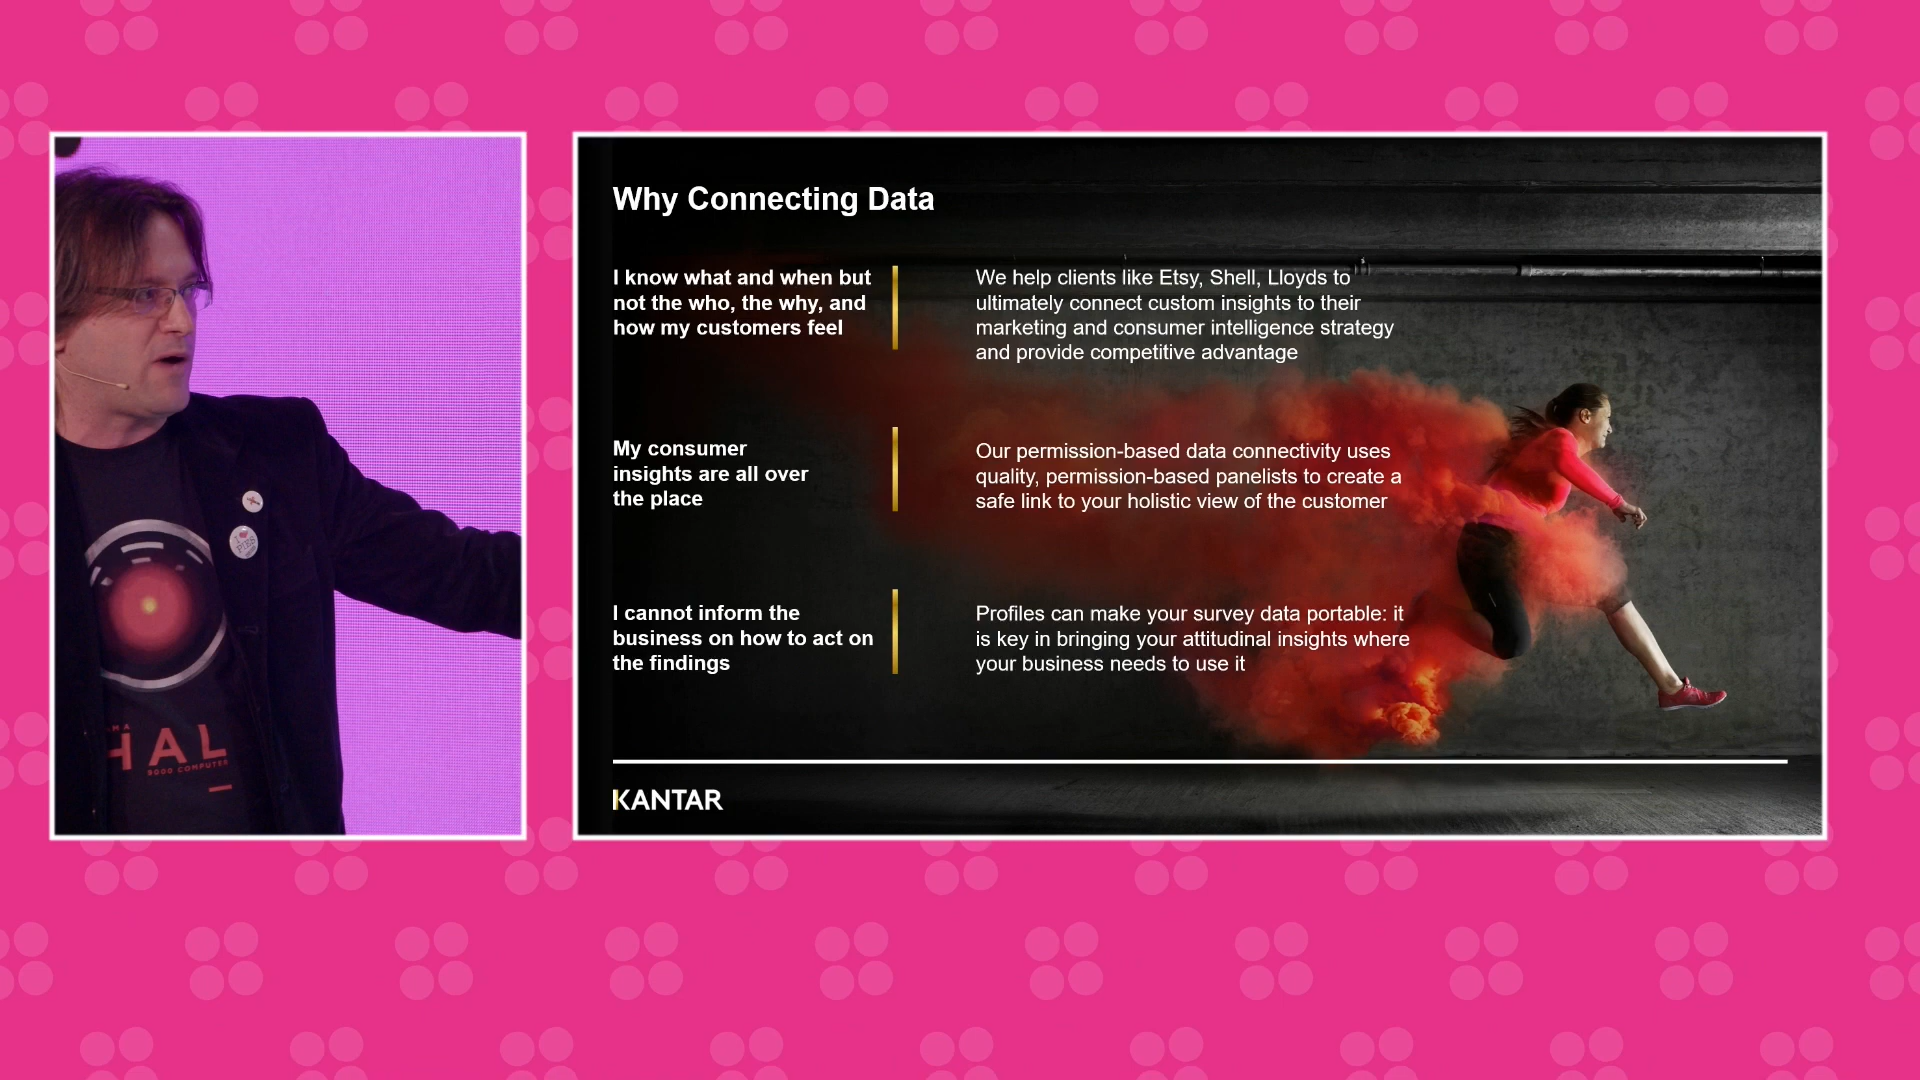 Why Connecting Data
I know what and when but
not the who, the why, and
how my customers feel
We help clients like Etsy, Shell, Lloyds to
ultimately connect custom insights to their
marketing and consumer intelligence strategy
and provide competitive advantage
My consumer
insights are all over
the place
Our permission-based data connectivity uses
quality, permission-based panelists to create a
safe link to your holistic view of the customer
I cannot inform the
business on how to act on
the findings
Profiles can make your survey data portable: it
is key in bringing your attitudinal insights where
your business needs to use it
KANTAR
HAL
9000 COMPUTER
I
PIES